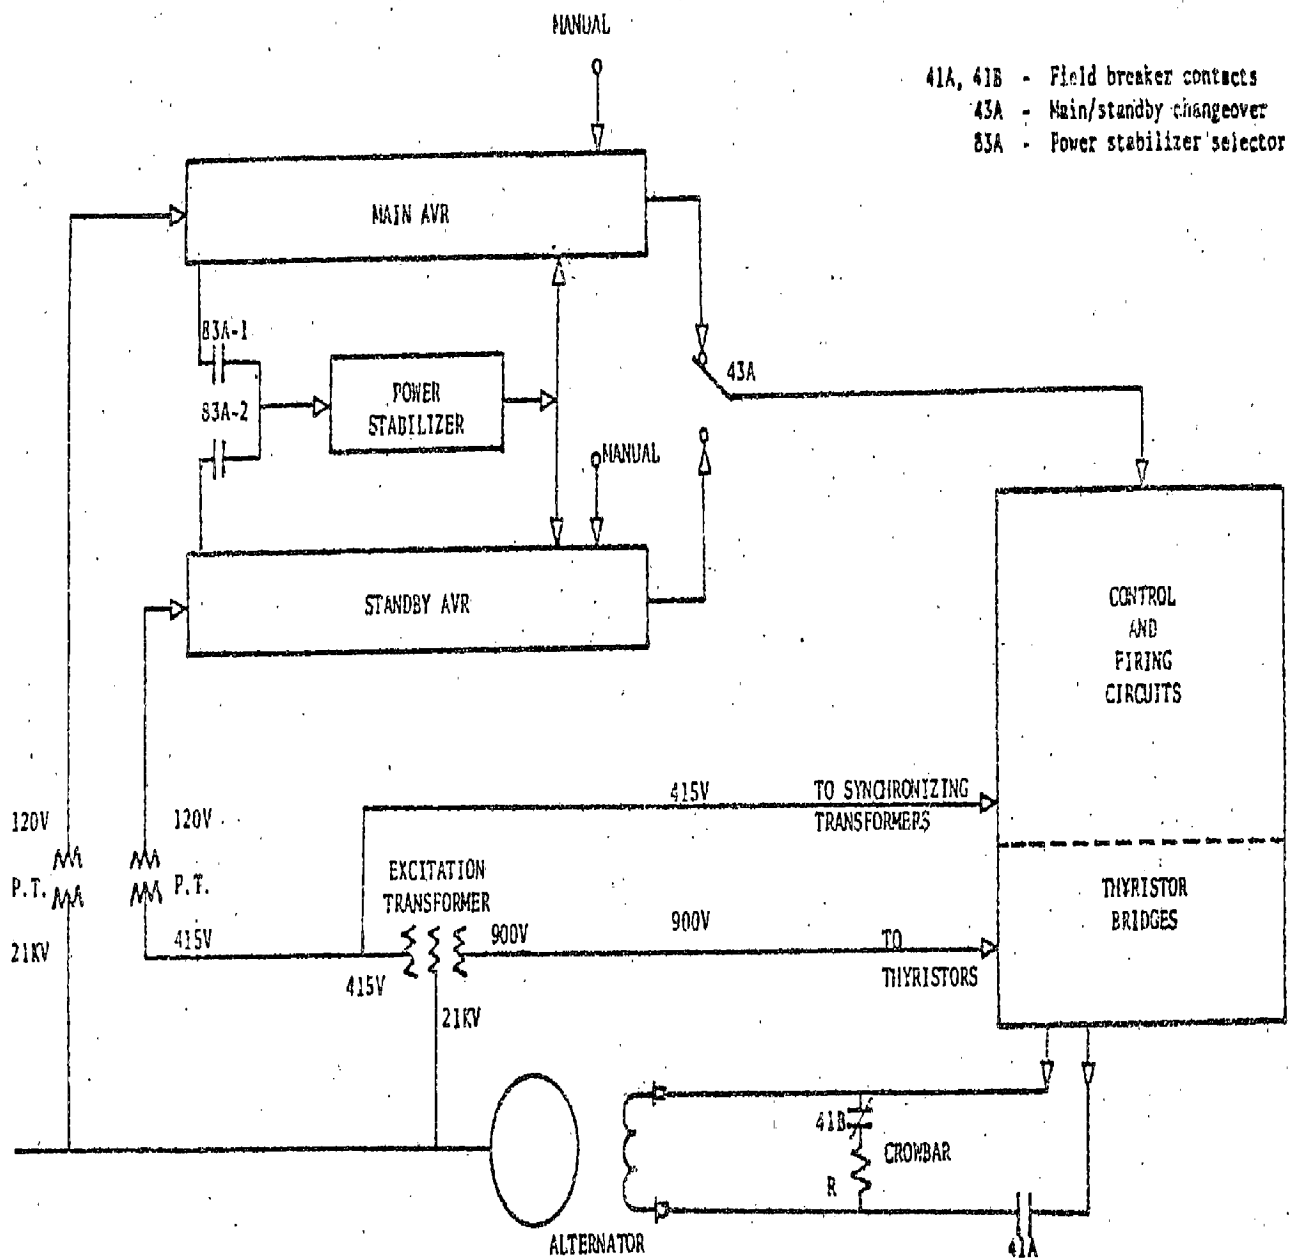 MANUAL
41A, 41B - Field breaker contacts
43A - Main/standby changeover
83A - Power stabilizer selector
MAIN AVR
83A-1
43A
POWER
STABILIZER
83A-2
MANUAL
STANDBY AVR
CONTROL
AND
FIRING
CIRCUITS
415V
TO SYNCHRONIZING
TRANSFORMERS
120V
120V
P.T.
P.T.
EXCITATION
TRANSFORMER
THYRISTOR
BRIDGES
21KV
415V
900V
900V
TO
THYRISTORS
415V
21KV
41B
CROWBAR
R
ALTERNATOR
41A